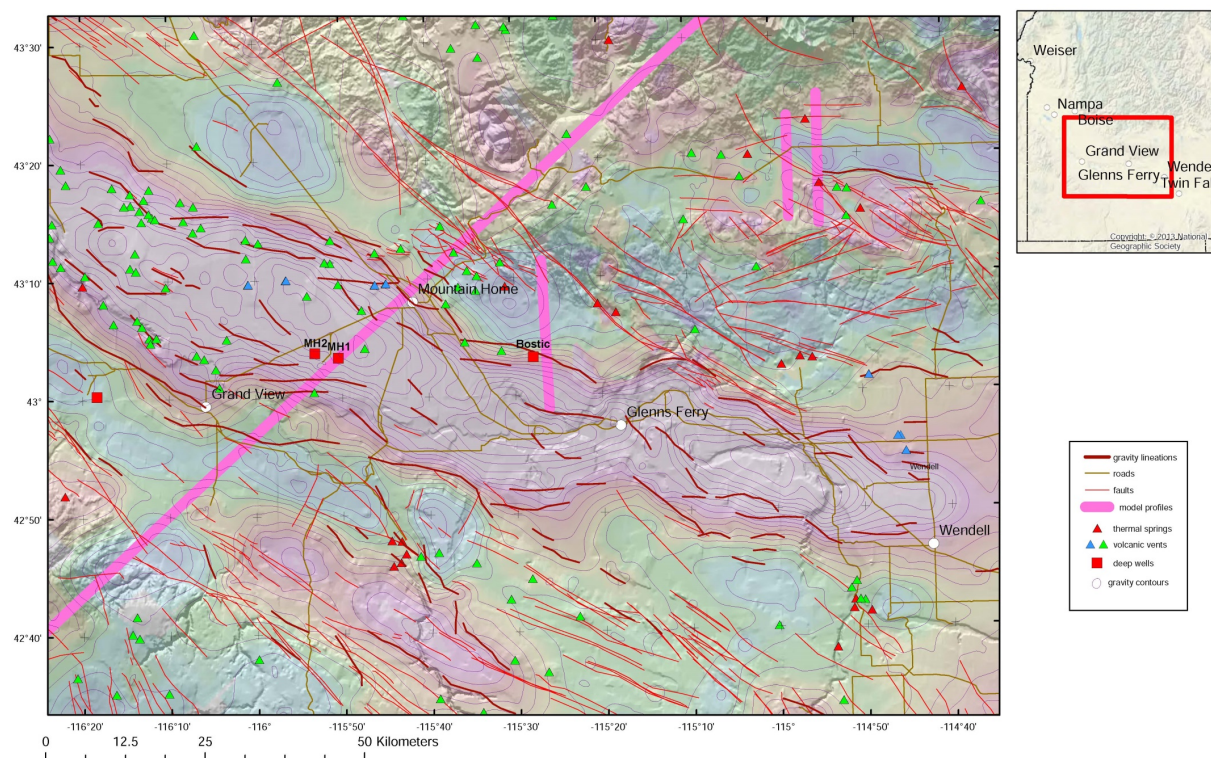 43°30'
43°20'
43°10'
43°
42°50'
42°40'
Mountain Home
MH2
MH1
Bostic
Grand View
Glenns Ferry
Wendell
Wendell
-116°20'
-116°10'
-116°
-115°50'
-115°40'
-115°30'
-115°20'
-115°10'
-115°
-114°50'
-114°40'
0 12.5 25 50 Kilometers
Weiser
Nampa
Boise
Grand View
Wende
Glenns Ferry
Twin Fal
Copyright: © 2013 National
Geographic Society
gravity lineations
roads
faults
model profiles
thermal springs
volcanic vents
deep wells
gravity contours